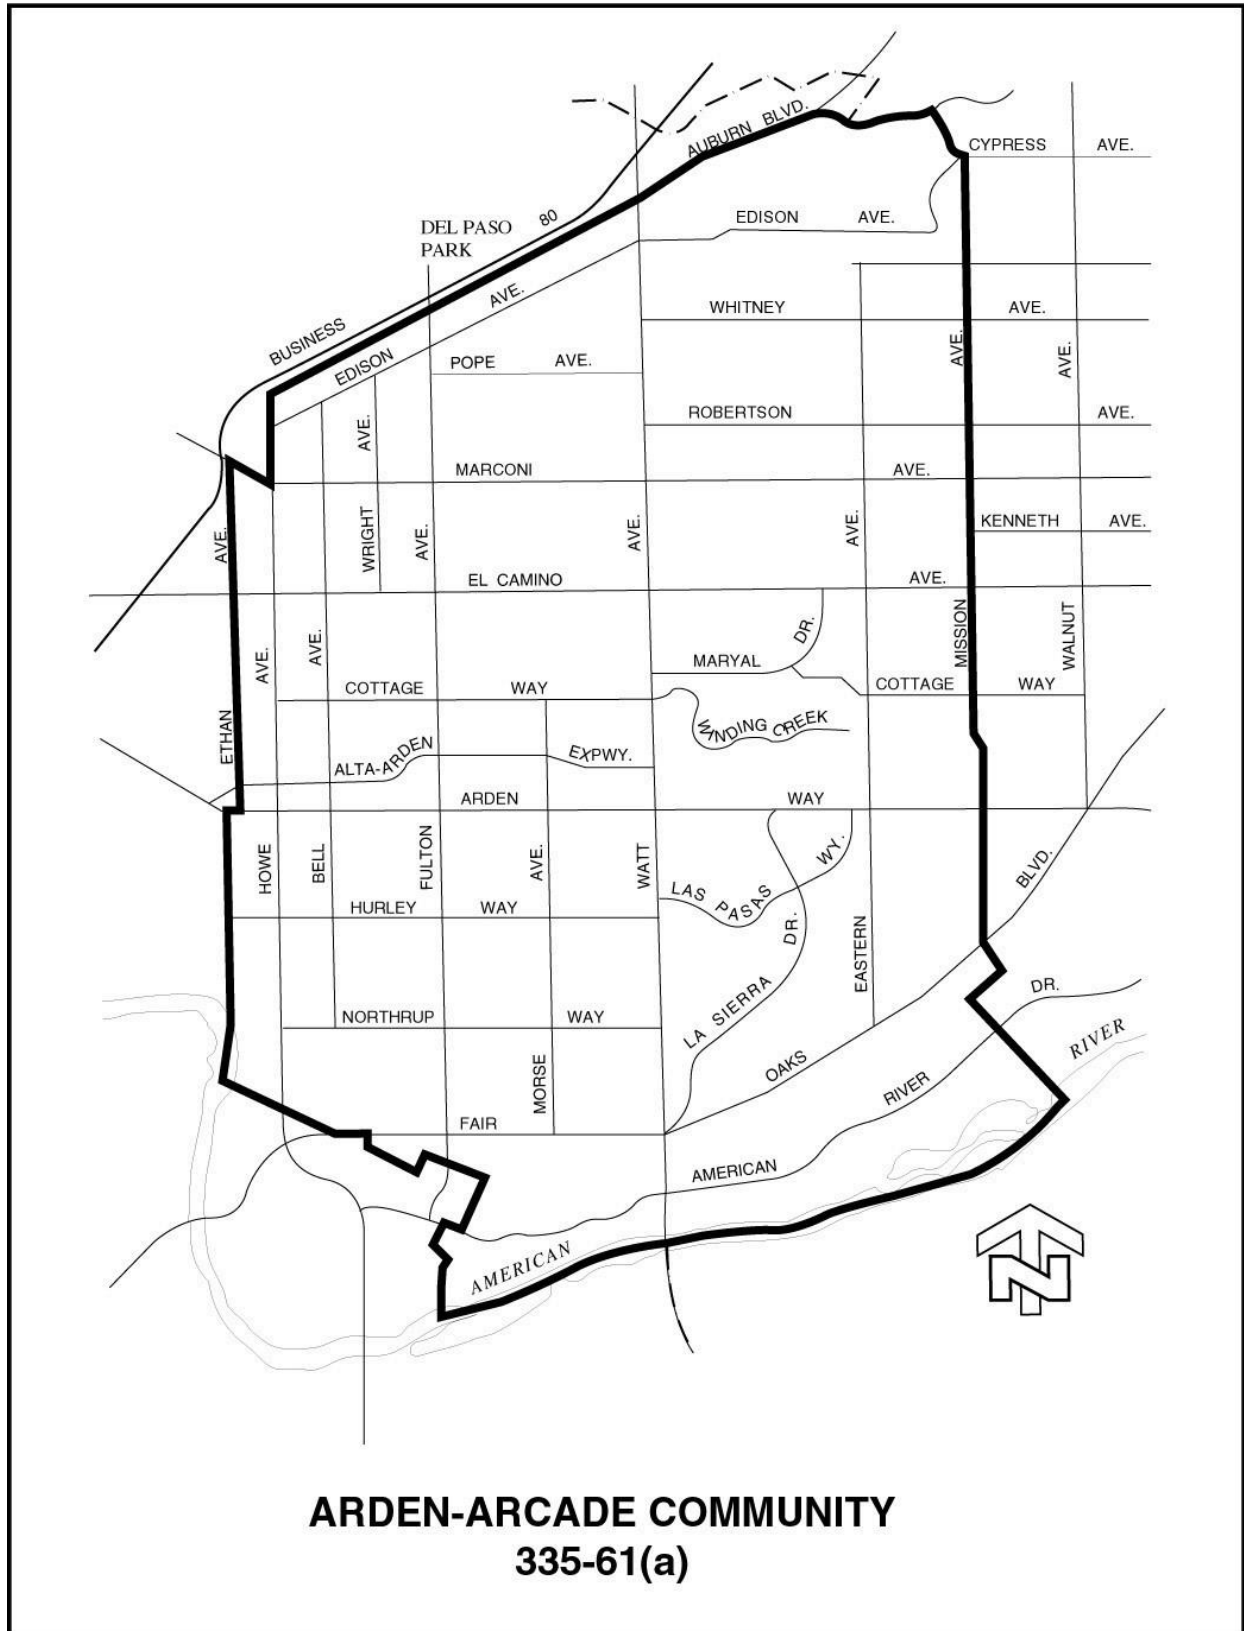 AUBURN BLVD.
CYPRESS AVE.
EDISON AVE.
80
DEL PASO
PARK
AVE.
WHITNEY AVE.
BUSINESS
EDISON
AVE.
AVE.
POPE AVE.
ROBERTSON AVE.
AVE.
MARCONI AVE.
KENNETH AVE.
AVE.
WRIGHT
AVE.
AVE.
AVE.
EL CAMINO AVE.
MISSION
WALNUT
DR.
AVE.
AVE.
MARYAL
COTTAGE WAY
COTTAGE WAY
WINDING CREEK
ETHAN
ALTA-ARDEN EXPWY.
ARDEN WAY
HOWE
BELL
FULTON
AVE.
WATT
WY.
BLVD.
LAS PASAS
HURLEY WAY
DR.
EASTERN
LA SIERRA
DR.
NORTHRUP WAY
RIVER
OAKS
MORSE
RIVER
FAIR
AMERICAN
AMERICAN
N
ARDEN-ARCADE COMMUNITY
335-61(a)